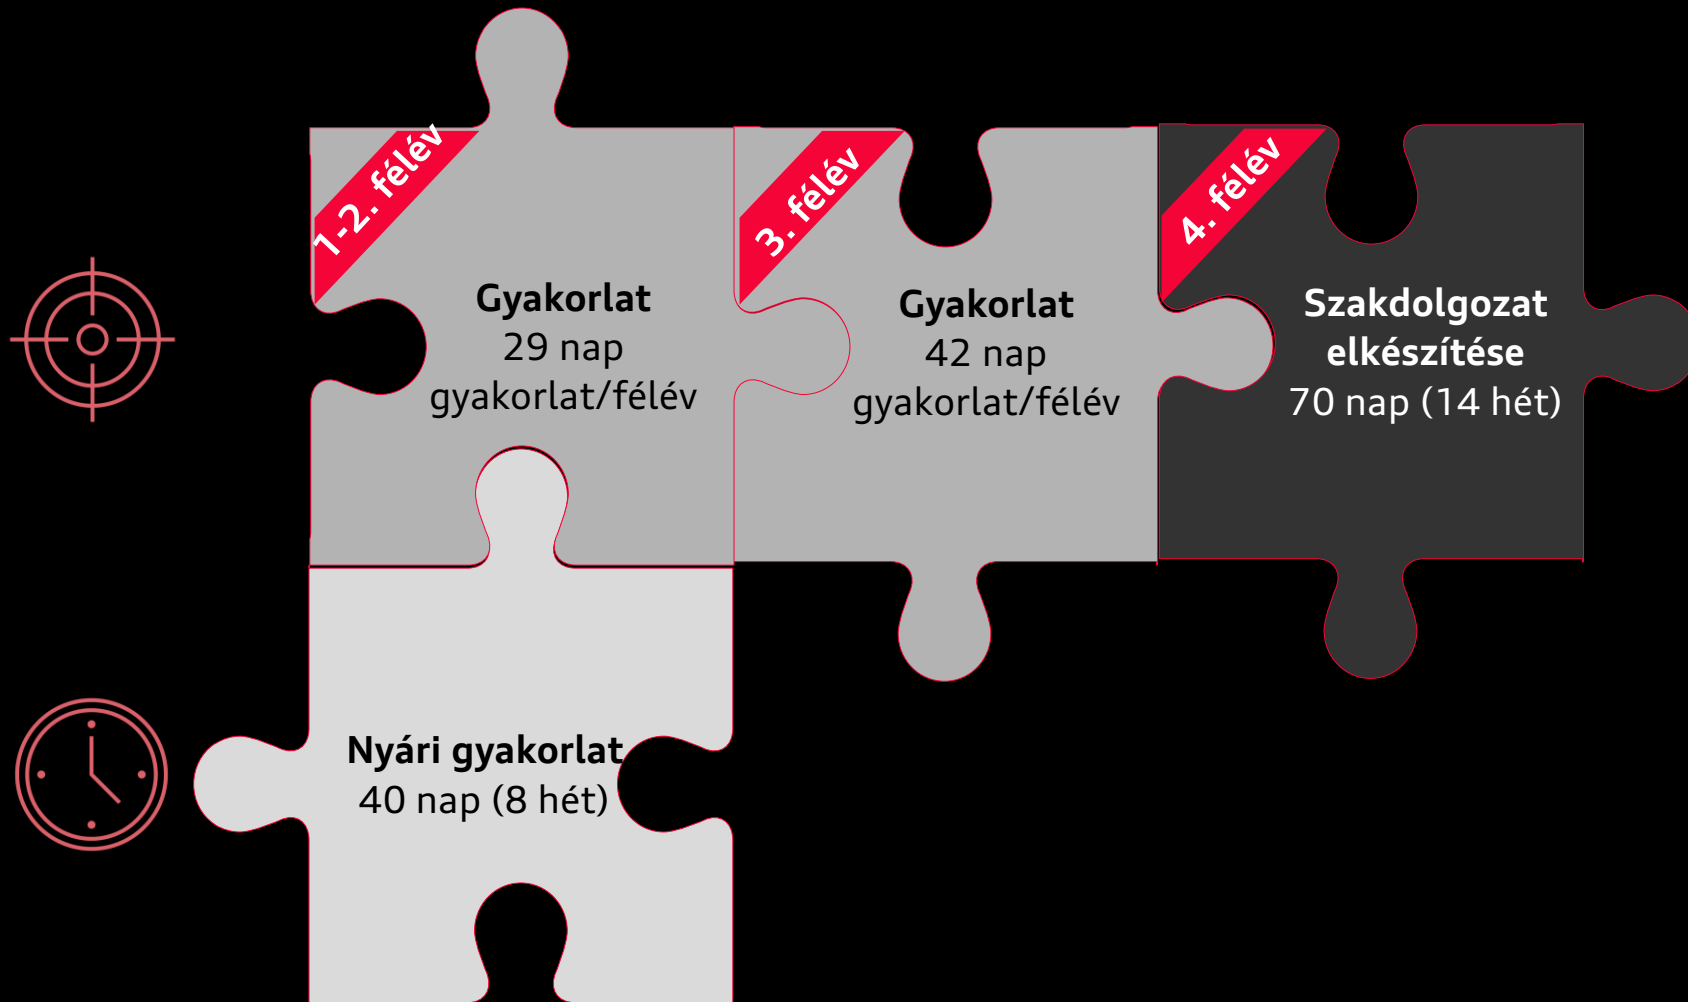 1-2. félév
Gyakorlat
29 nap
gyakorlat/félév
3. félév
Gyakorlat
42 nap
gyakorlat/félév
4. félév
Szakdolgozat
elkészítése
70 nap (14 hét)
Nyári gyakorlat
40 nap (8 hét)